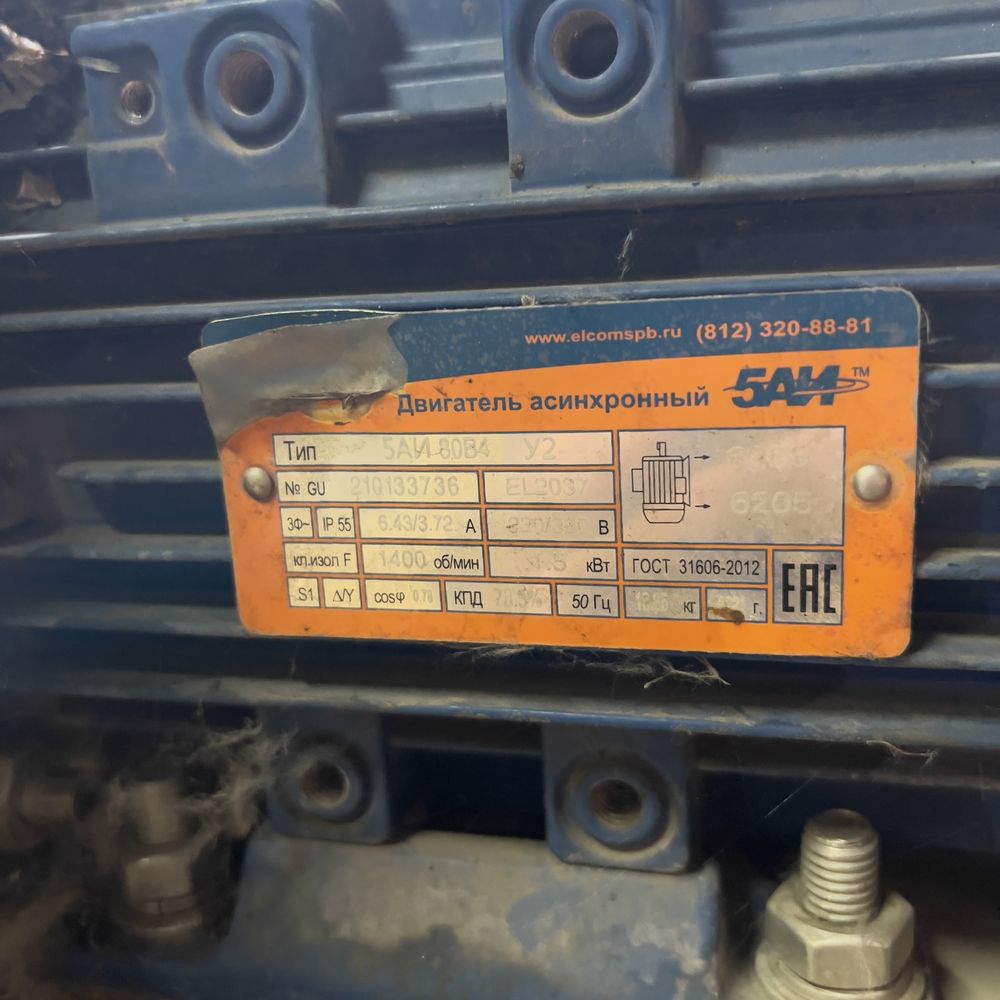 www.elcomspb.ru (812) 320-88-81
Двигатель асинхронный 5АИ™
Тип 5АИ 80В4 У2
№ GU 210133736 EL2037
3Ф~ IP 55 6.43/3.72 А В 6205
кл.изол F 1400 об/мин кВт ГОСТ 31606-2012 ЕАС
S1 Δ/Y cosφ КПД 50 Гц кг г.